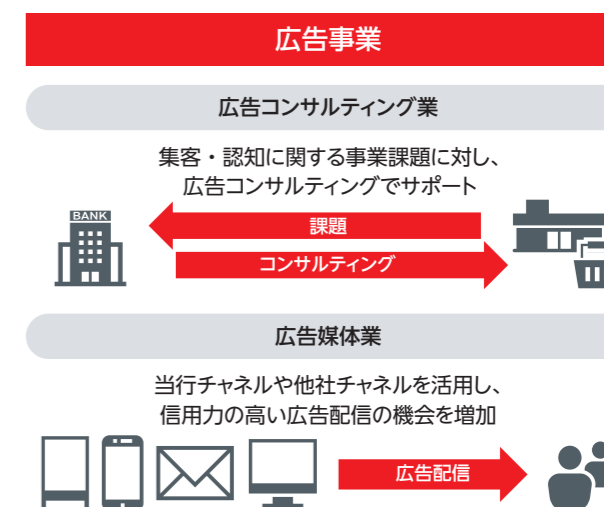 広告事業
広告コンサルティング業
集客・認知に関する事業課題に対し、
広告コンサルティングでサポート
BANK
課題
コンサルティング
広告媒体業
当行チャネルや他社チャネルを活用し、
信用力の高い広告配信の機会を増加
広告配信